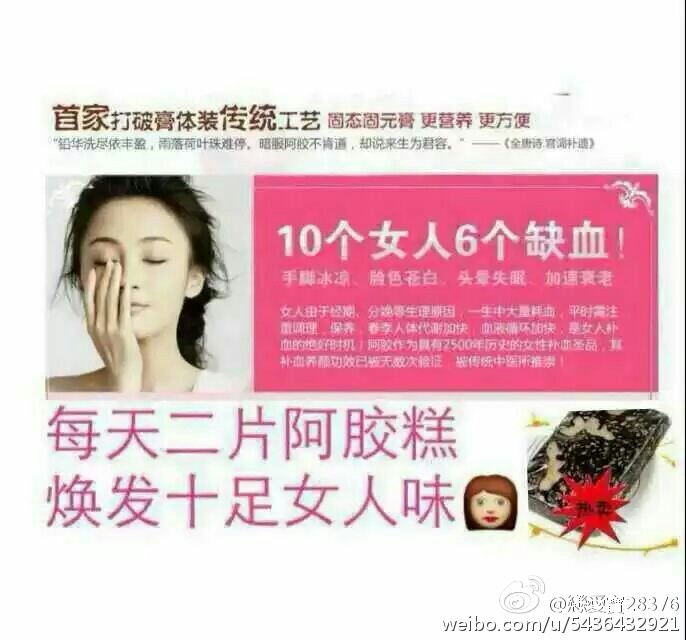 首家打破膏体装传统工艺 固态固元膏 更营养 更方便
“铅华洗尽依丰盈，雨落荷叶珠难停。暗服阿胶不肯道，却说来生为君容。”——《全唐诗.宫词补遗》
10个女人6个缺血！
手脚冰凉、脸色苍白、头晕失眠、加速衰老
女人由于经期、分娩等生理原因，一生中大量耗血，平时需注
重调理，保养，春季人体代谢加快，血液循环加快，是女人补
血的绝好时机！阿胶作为具有2500年历史的女性补血圣品，其
补血养颜功效已被无数次验证，被传统中医所推崇！
每天二片阿胶糕
焕发十足女人味
热卖
28376
weibo.com/u/5436432921